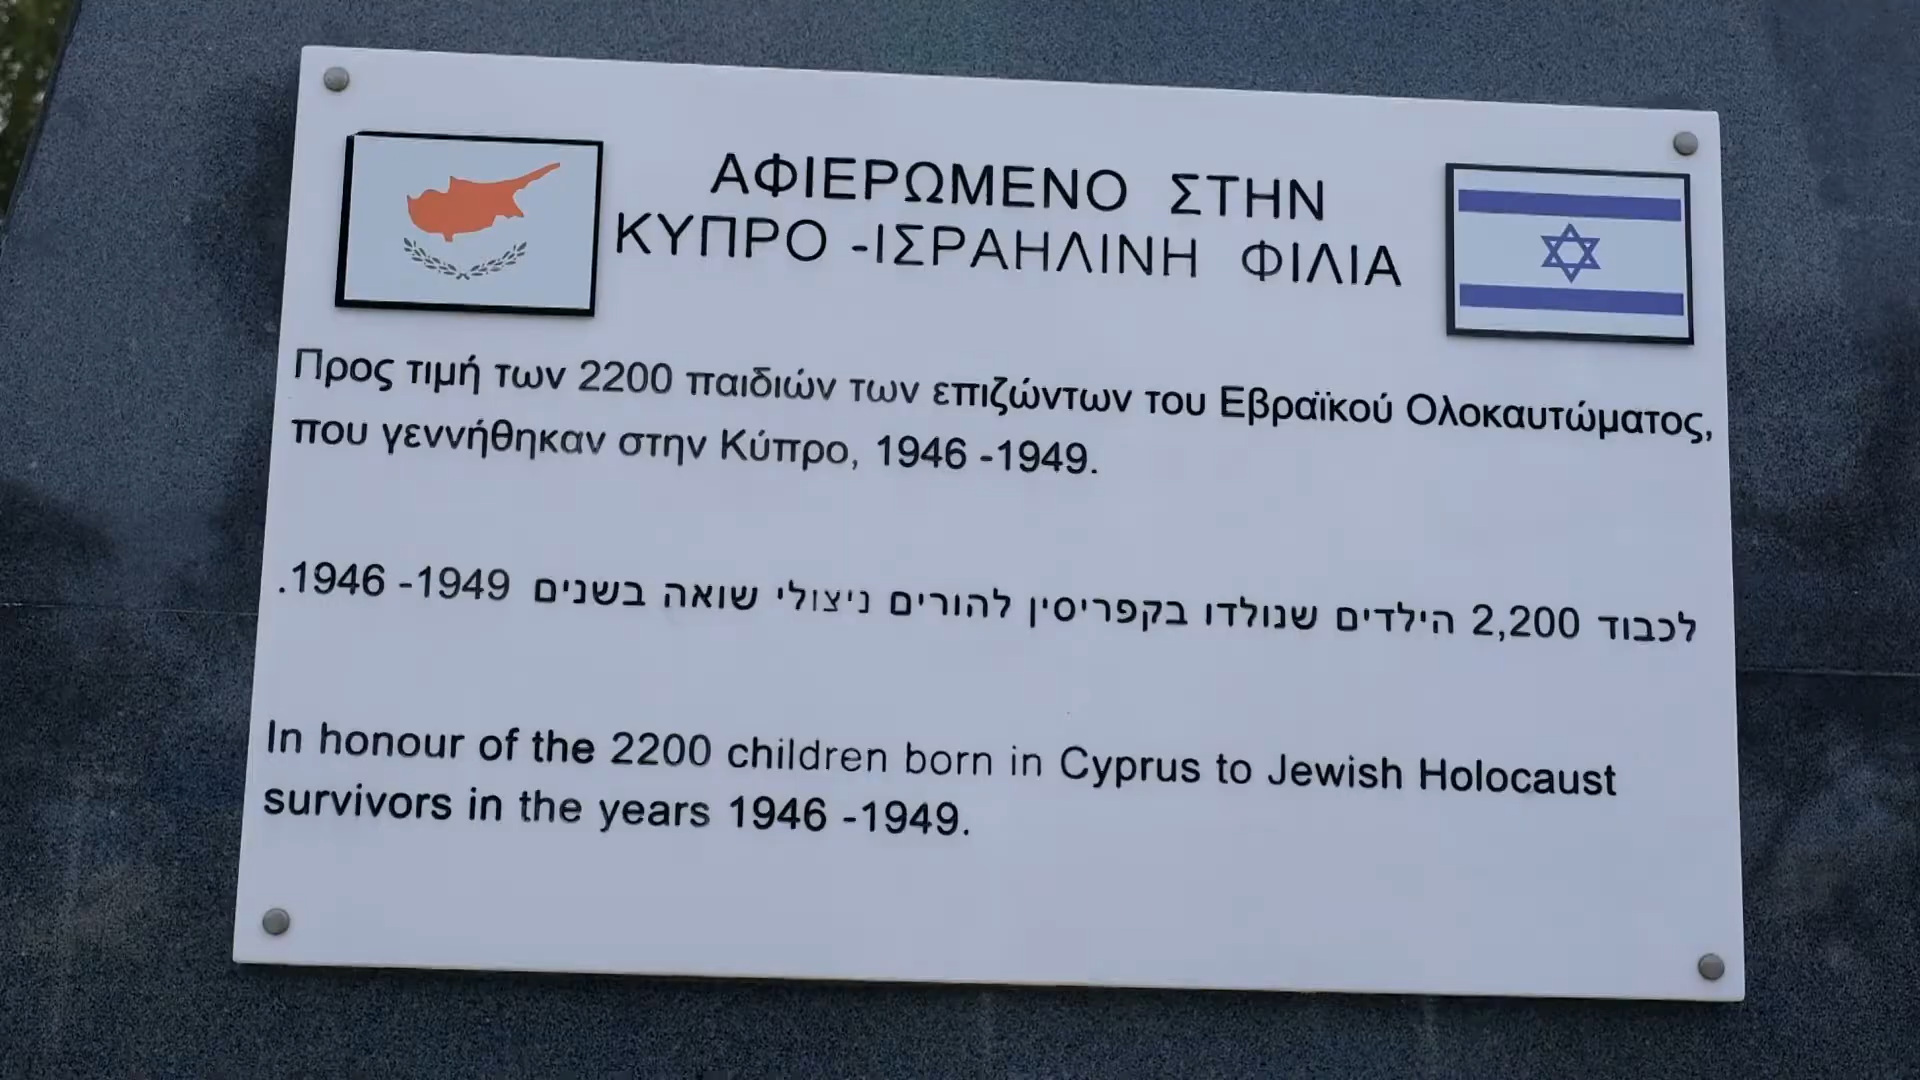 ΑΦΙΕΡΩΜΕΝΟ ΣΤΗΝ
ΚΥΠΡΟ -ΙΣΡΑΗΛΙΝΗ ΦΙΛΙΑ
Προς τιμή των 2200 παιδιών των επιζώντων του Εβραϊκού Ολοκαυτώματος,
που γεννήθηκαν στην Κύπρο, 1946 -1949.
לכבוד 2,200 הילדים שנולדו בקפריסין להורים ניצולי שואה בשנים 1946 -1949.
In honour of the 2200 children born in Cyprus to Jewish Holocaust
survivors in the years 1946 -1949.